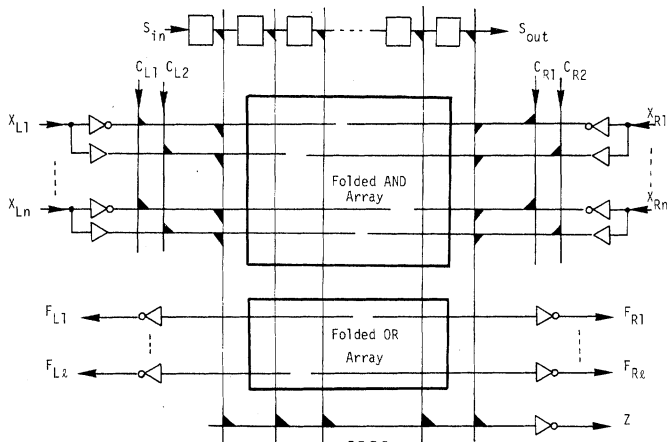 S_in S_out
C_L1 C_L2 C_R1 C_R2
X_L1 X_R1
Folded AND
Array
X_Ln X_Rn
F_L1 F_R1
Folded OR
Array
F_Lℓ F_Rℓ
Z